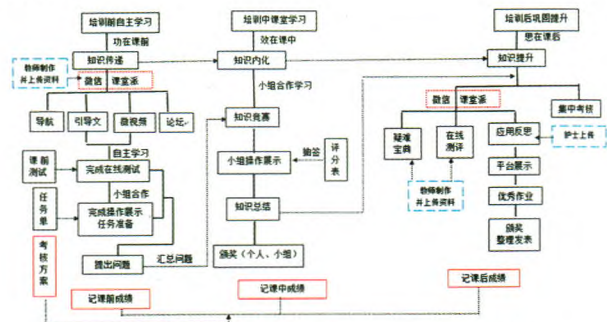 培训前自主学习
功在课前
知识传递
教师制作
并上传资料
微信 课堂派
导航
引导文
微视频
论坛
自主学习
课前
测试
完成在线测试
小组合作
任务单
完成操作展示
任务准备
考核方案
提出问题
汇总问题
记课前成绩
培训中课堂学习
效在课中
知识内化
小组合作学习
知识竞赛
小组操作展示
抽答
评分表
知识总结
颁奖(个人、小组)
记课中成绩
培训后巩固提升
思在课后
知识提升
微信 课堂派
集中考核
疑难
宝典
在线
测评
应用反思
护士上传
教师制作
并上传资料
平台展示
优秀作业
颁奖
整理发表
记课后成绩